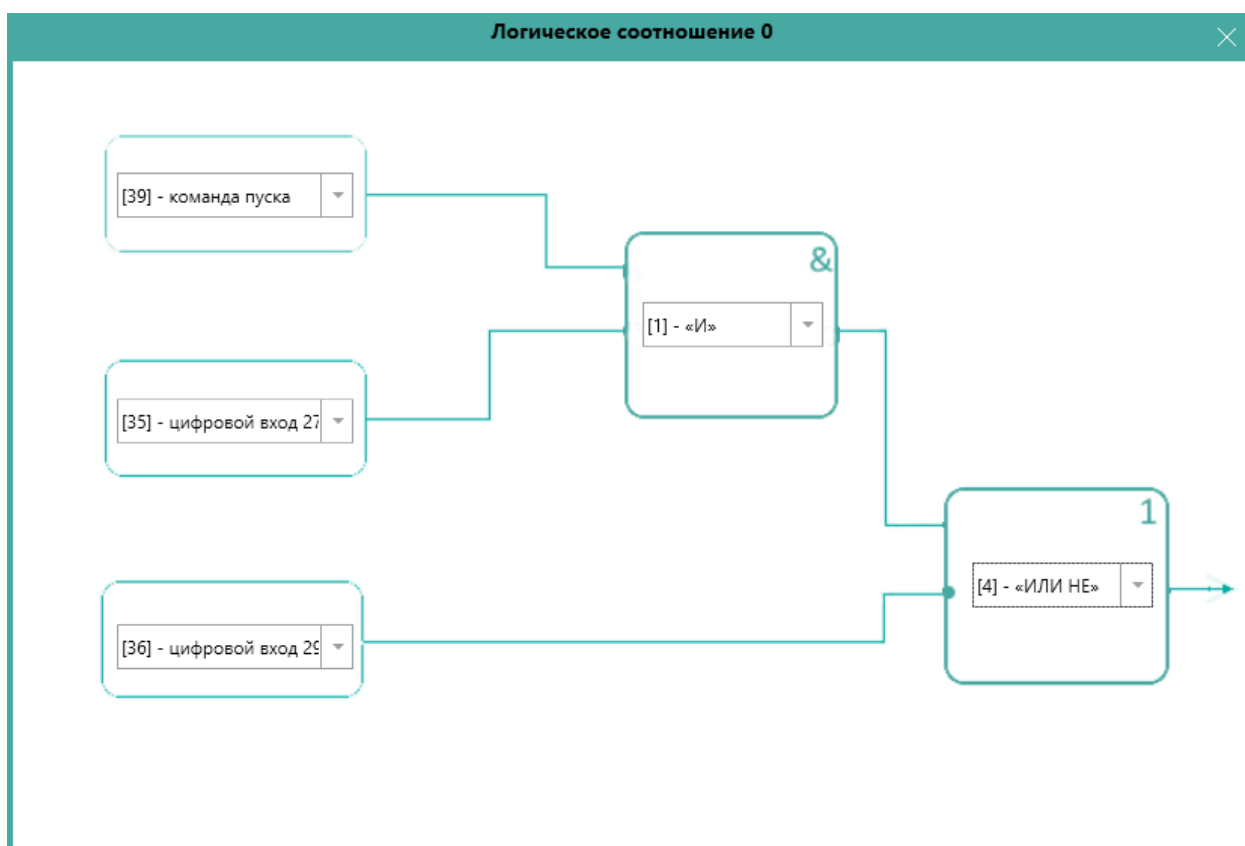 Логическое соотношение 0
[39] - команда пуска
&
[1] - «И»
[35] - цифровой вход 27
1
[4] - «ИЛИ НЕ»
[36] - цифровой вход 29